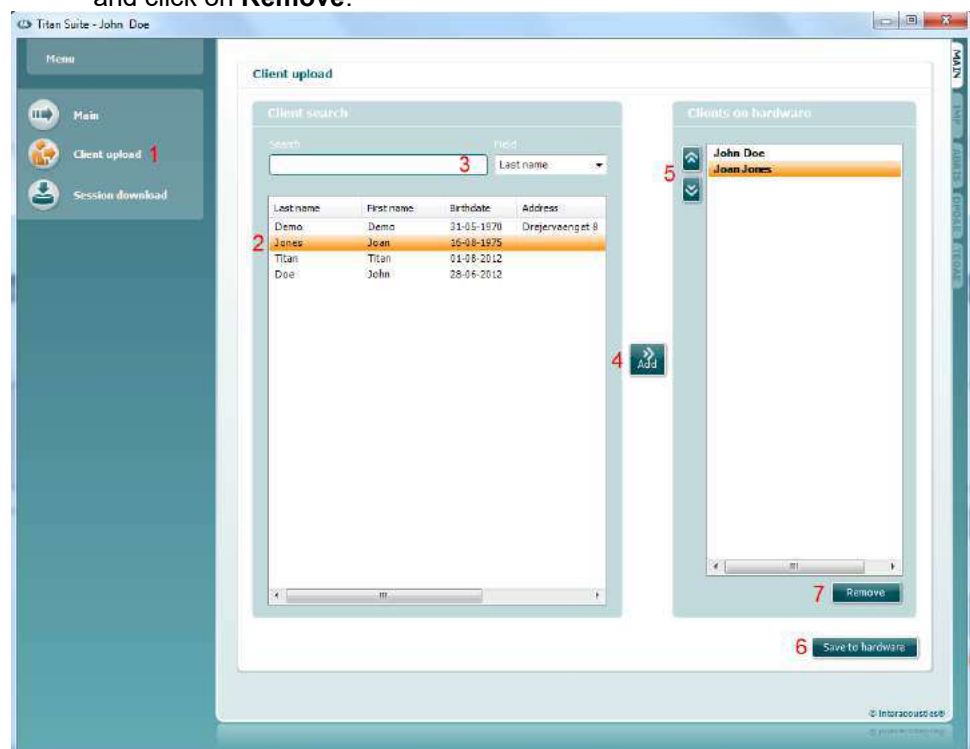 and click on Remove.
Titan Suite - John Doe
Menu
Main
Client upload 1
Session download
Client upload
Client search
Search
Field
3
Last name
Last name First name Birthdate Address
Demo Demo 31-05-1970 Drejervaenget 8
2 Jones Joan 16-08-1975
Titan Titan 01-08-2012
Doe John 28-06-2012
4 Add
Clients on hardware
5
John Doe
Joan Jones
7 Remove
6 Save to hardware
© Interacoustics®
MAIN
IMP
ABRIS
DPOAE
TEOAE